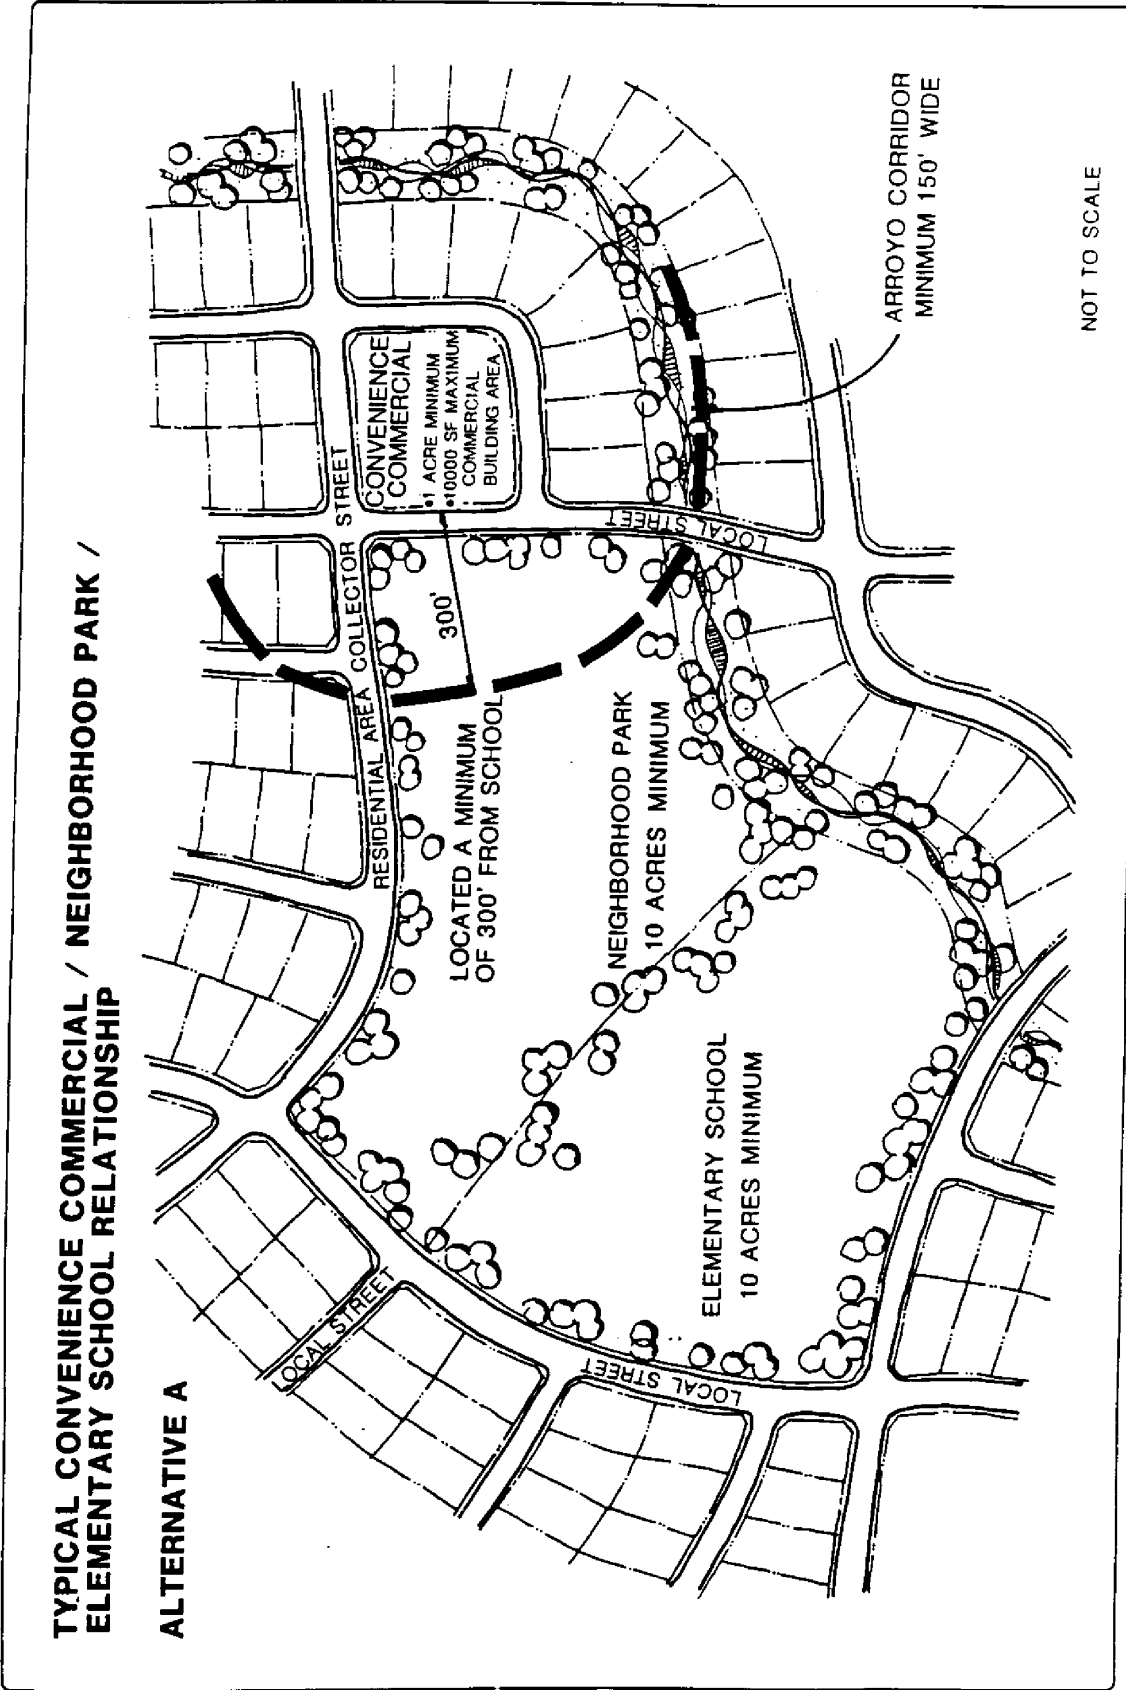 TYPICAL CONVENIENCE COMMERCIAL / NEIGHBORHOOD PARK /
ELEMENTARY SCHOOL RELATIONSHIP
ALTERNATIVE A
RESIDENTIAL AREA COLLECTOR STREET
CONVENIENCE
COMMERCIAL
•1 ACRE MINIMUM
•10000 SF MAXIMUM
COMMERCIAL
BUILDING AREA
300'
LOCATED A MINIMUM
OF 300' FROM SCHOOL
LOCAL STREET
NEIGHBORHOOD PARK
10 ACRES MINIMUM
LOCAL STREET
ELEMENTARY SCHOOL
10 ACRES MINIMUM
LOCAL STREET
ARROYO CORRIDOR
MINIMUM 150' WIDE
NOT TO SCALE